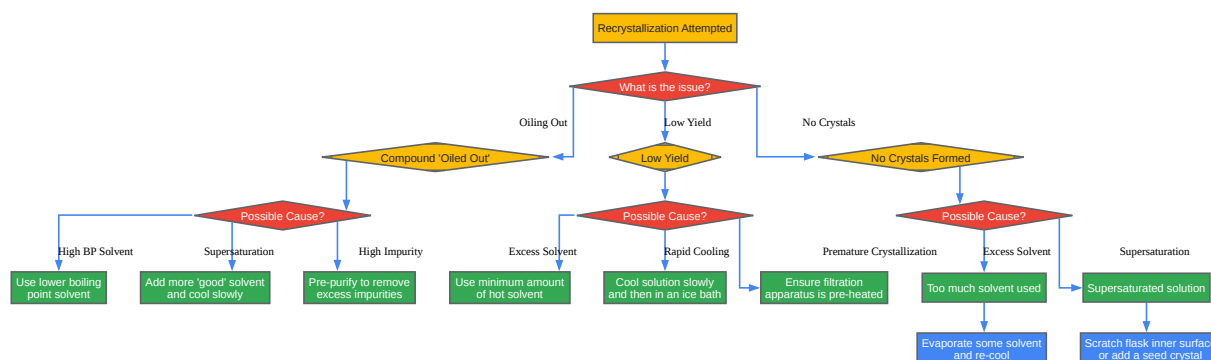 Recrystallization Attempted
What is the issue?
Oiling Out
Low Yield
No Crystals
Compound 'Oiled Out'
Low Yield
No Crystals Formed
Possible Cause?
Possible Cause?
Possible Cause?
High BP Solvent
Supersaturation
High Impurity
Excess Solvent
Rapid Cooling
Premature Crystallization
Excess Solvent
Supersaturation
Use lower boiling
point solvent
Add more 'good' solvent
and cool slowly
Pre-purify to remove
excess impurities
Use minimum amount
of hot solvent
Cool solution slowly
and then in an ice bath
Ensure filtration
apparatus is pre-heated
Too much solvent used
Supersaturated solution
Evaporate some solvent
and re-cool
Scratch flask inner surfac
or add a seed crystal